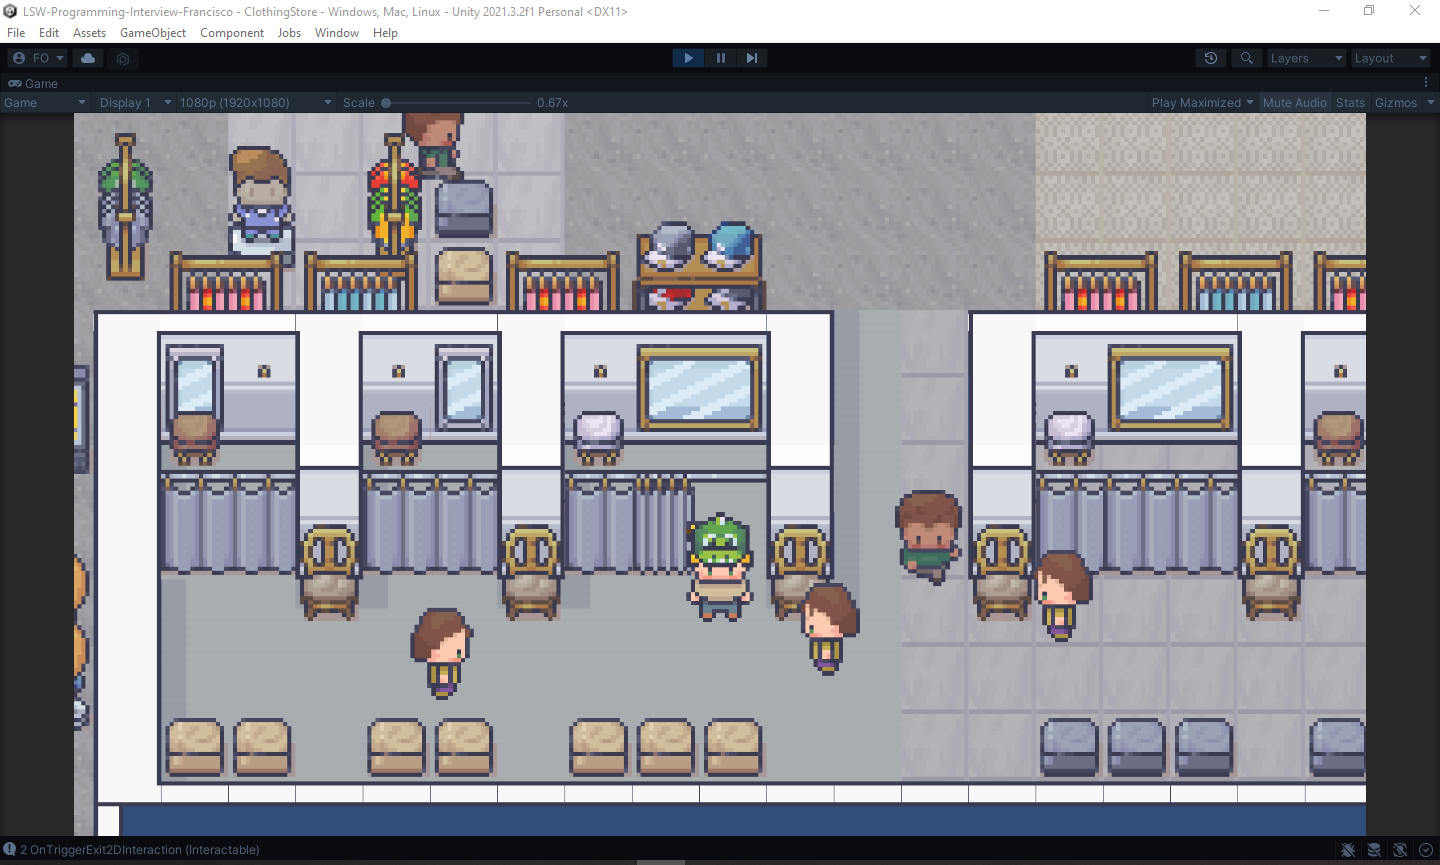 LSW-Programming-Interview-Francisco - ClothingStore - Windows, Mac, Linux - Unity 2021.3.2f1 Personal <DX11>
File Edit Assets GameObject Component Jobs Window Help
FO Layers Layout
Game
Game Display 1 1080p (1920x1080) Scale 0.67x Play Maximized Mute Audio Stats Gizmos
2 OnTriggerExit2DInteraction (Interactable)